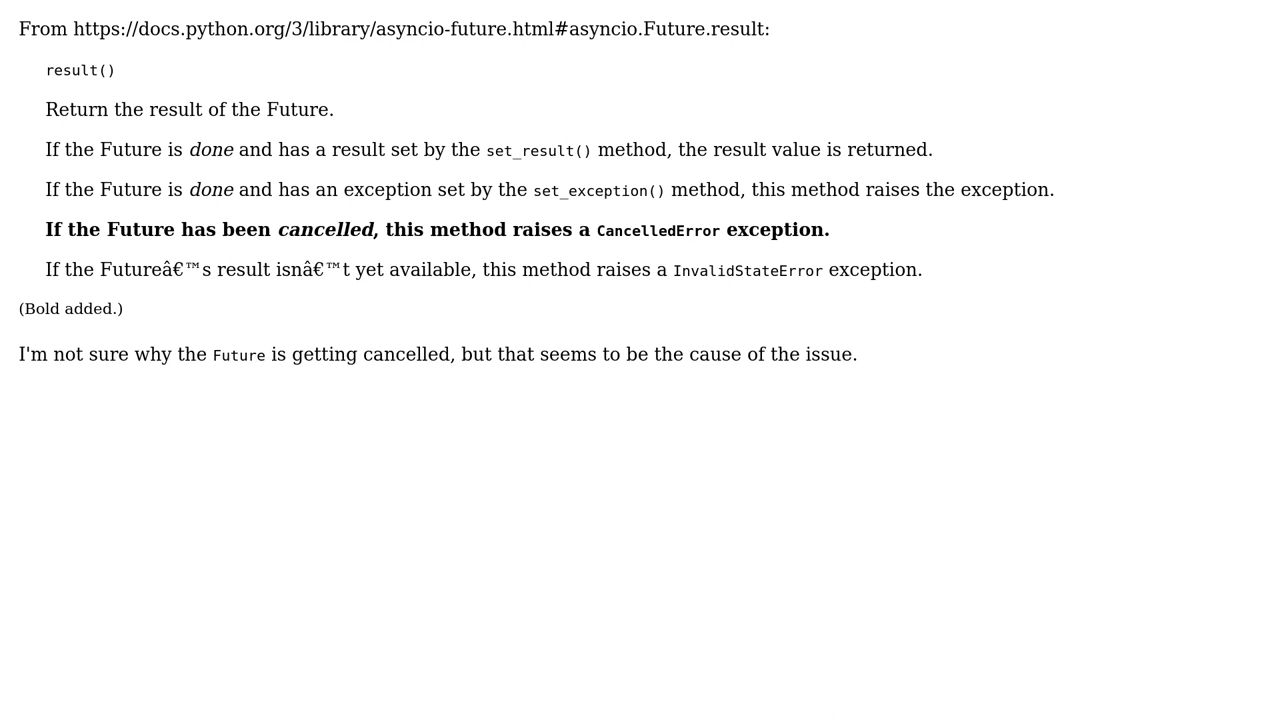 From https://docs.python.org/3/library/asyncio-future.html#asyncio.Future.result:
result()
Return the result of the Future.
If the Future is done and has a result set by the set_result() method, the result value is returned.
If the Future is done and has an exception set by the set_exception() method, this method raises the exception.
If the Future has been cancelled, this method raises a CancelledError exception.
If the Futureâ€™s result isnâ€™t yet available, this method raises a InvalidStateError exception.
(Bold added.)
I'm not sure why the Future is getting cancelled, but that seems to be the cause of the issue.